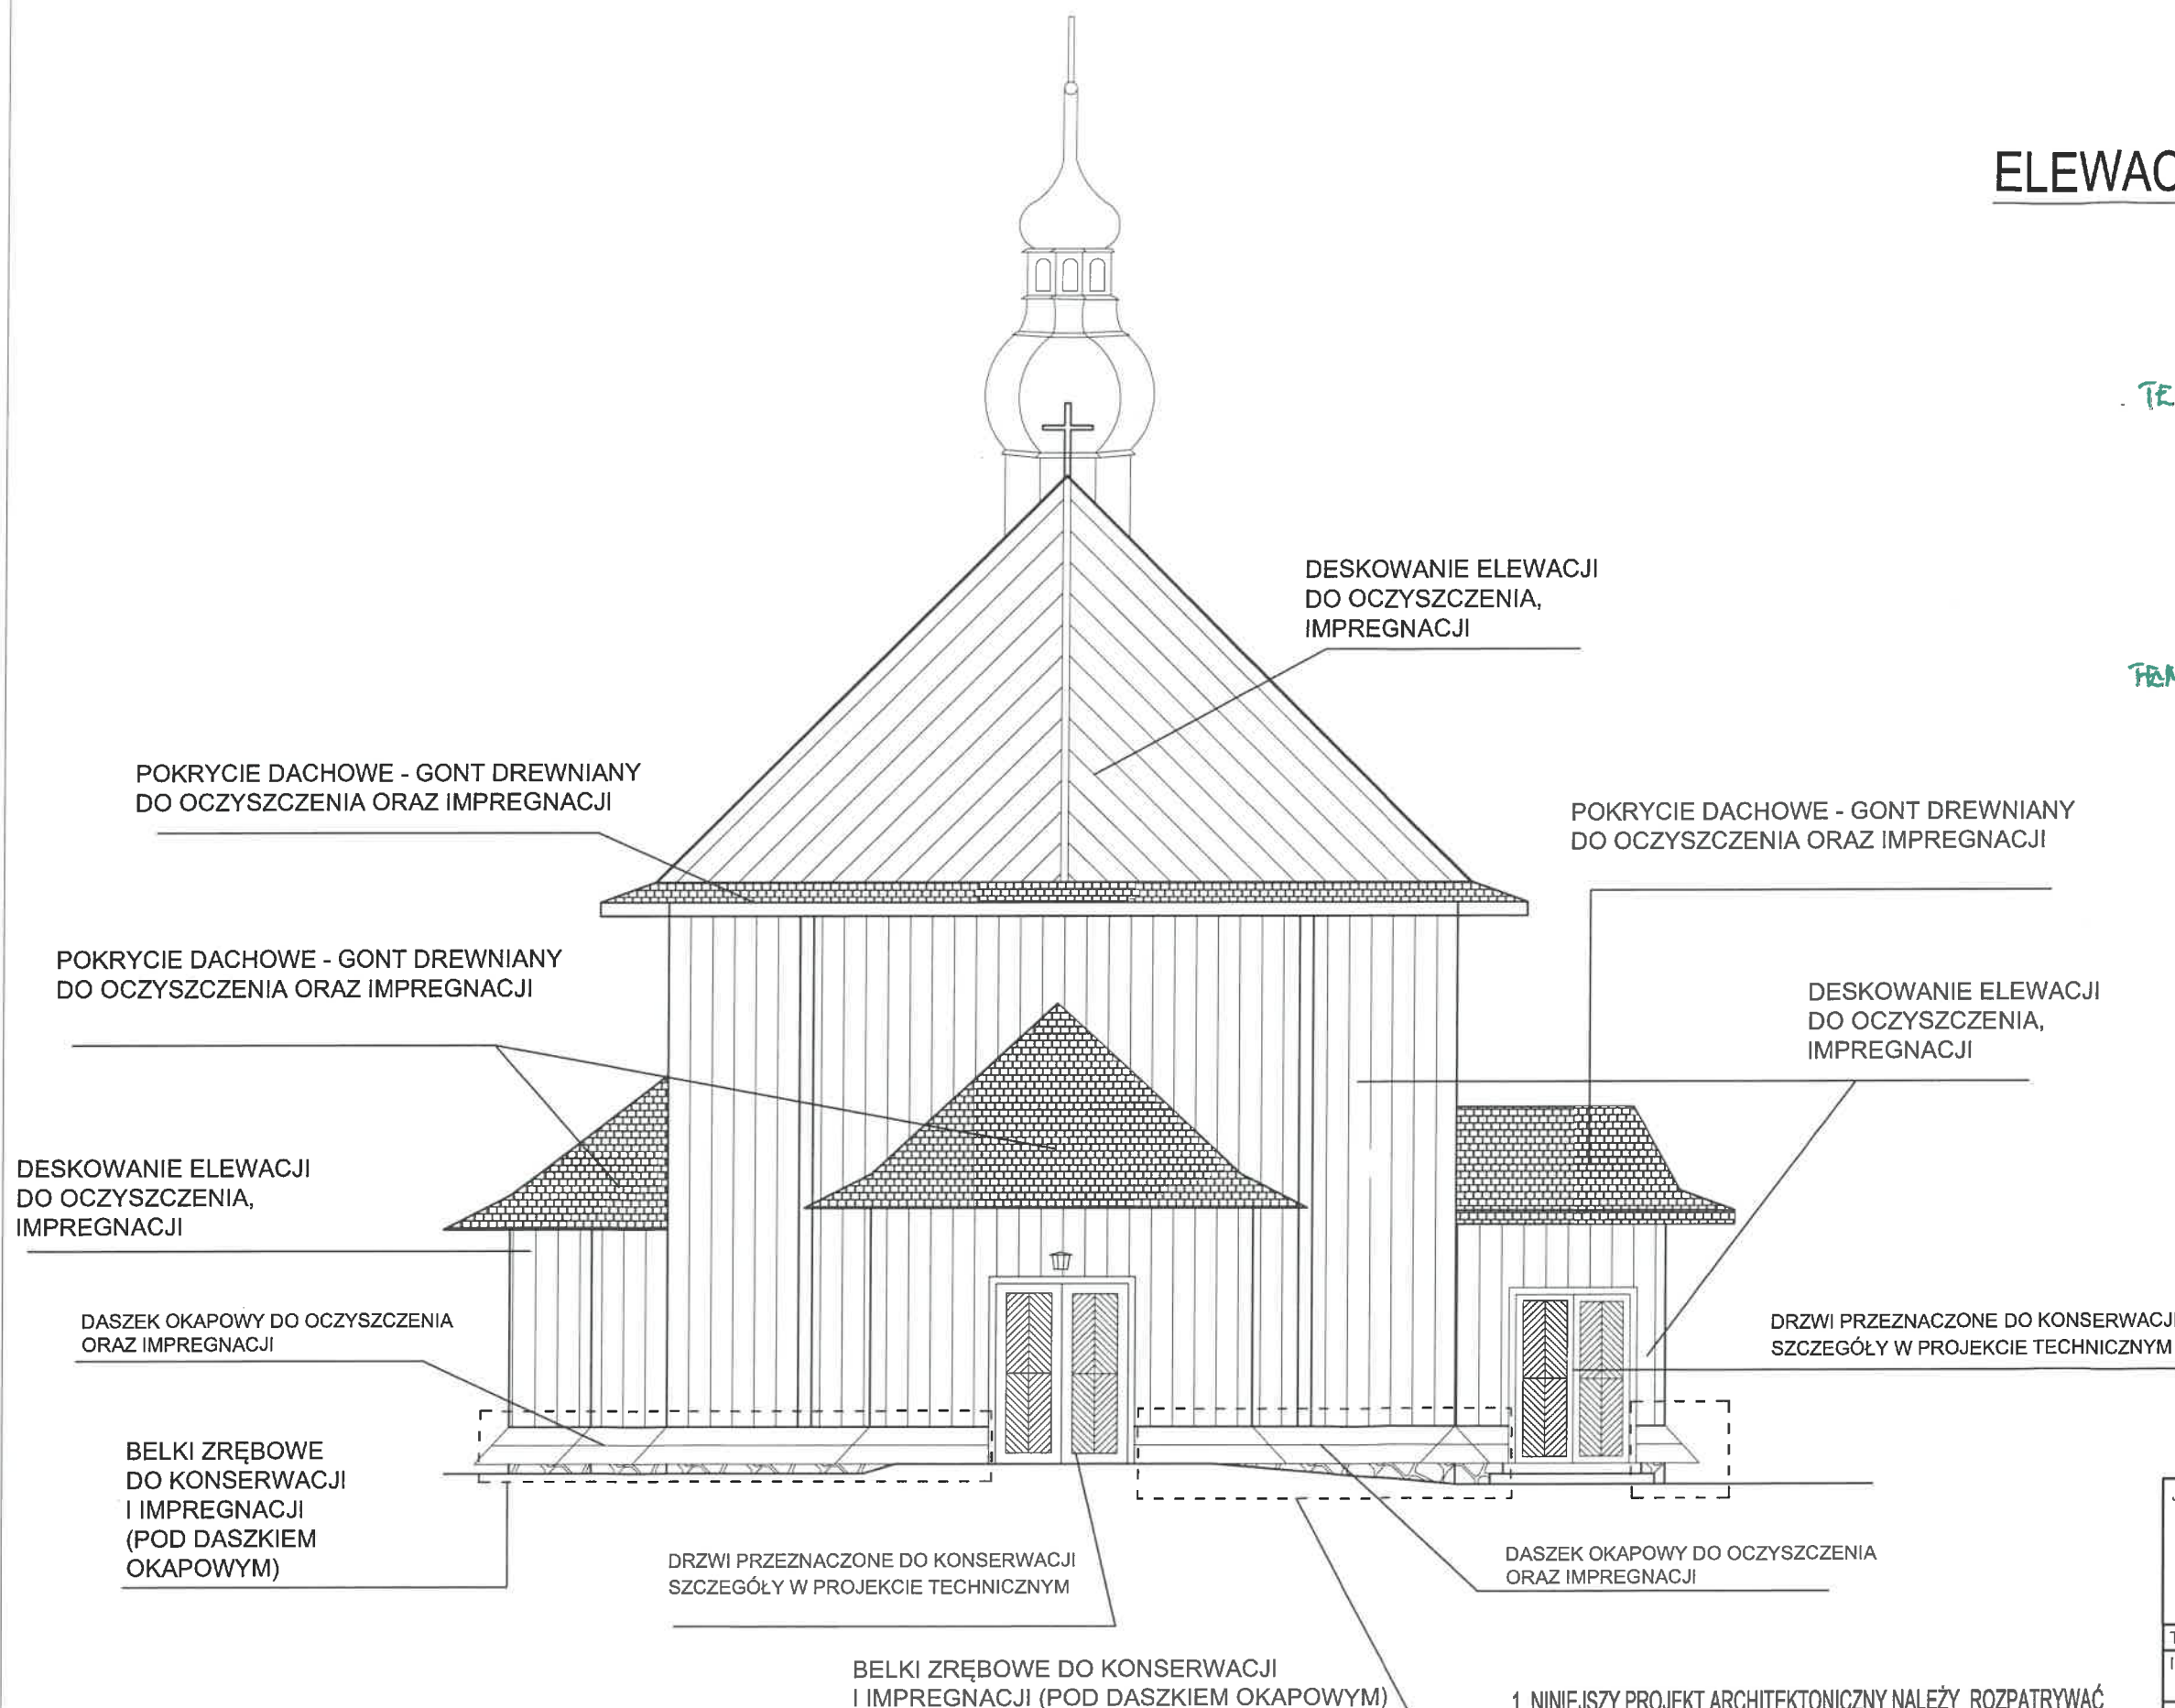 ELEWAC
TE
DESKOWANIE ELEWACJI
DO OCZYSZCZENIA,
IMPREGNACJI
POKRYCIE DACHOWE - GONT DREWNIANY
DO OCZYSZCZENIA ORAZ IMPREGNACJI
POKRYCIE DACHOWE - GONT DREWNIANY
DO OCZYSZCZENIA ORAZ IMPREGNACJI
POKRYCIE DACHOWE - GONT DREWNIANY
DO OCZYSZCZENIA ORAZ IMPREGNACJI
DESKOWANIE ELEWACJI
DO OCZYSZCZENIA,
IMPREGNACJI
DESKOWANIE ELEWACJI
DO OCZYSZCZENIA,
IMPREGNACJI
DASZEK OKAPOWY DO OCZYSZCZENIA
ORAZ IMPREGNACJI
DRZWI PRZEZNACZONE DO KONSERWACJI
SZCZEGÓŁY W PROJEKCIE TECHNICZNYM
BELKI ZRĘBOWE
DO KONSERWACJI
I IMPREGNACJI
(POD DASZKIEM
OKAPOWYM)
DRZWI PRZEZNACZONE DO KONSERWACJI
SZCZEGÓŁY W PROJEKCIE TECHNICZNYM
DASZEK OKAPOWY DO OCZYSZCZENIA
ORAZ IMPREGNACJI
BELKI ZRĘBOWE DO KONSERWACJI
I IMPREGNACJI (POD DASZKIEM OKAPOWYM)
1. NINIEJSZY PROJEKT ARCHITEKTONICZNY NALEŻY ROZPATRYWAĆ